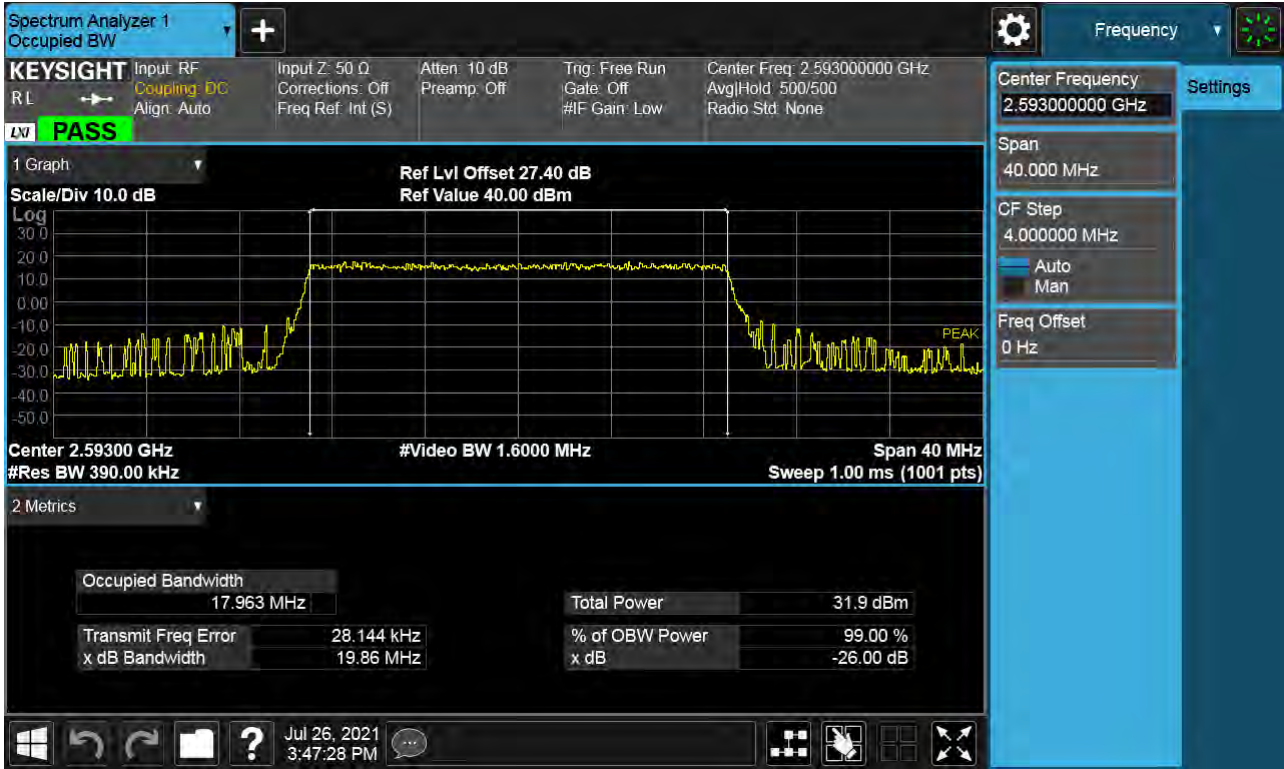 Spectrum Analyzer 1
Occupied BW
+
Frequency
KEYSIGHT
RL
LXI
PASS
Input: RF
Coupling: DC
Align: Auto
Input Z: 50 Ω
Corrections: Off
Freq Ref: Int (S)
Atten: 10 dB
Preamp: Off
Trig: Free Run
Gate: Off
#IF Gain: Low
Center Freq: 2.593000000 GHz
Avg|Hold: 500/500
Radio Std: None
Center Frequency
2.593000000 GHz
Settings
Span
40.000 MHz
CF Step
4.000000 MHz
Auto
Man
Freq Offset
0 Hz
1 Graph
Scale/Div 10.0 dB
Ref Lvl Offset 27.40 dB
Ref Value 40.00 dBm
Log
30.0
20.0
10.0
0.00
-10.0
-20.0
-30.0
-40.0
-50.0
PEAK
Center 2.59300 GHz
#Video BW 1.6000 MHz
Span 40 MHz
#Res BW 390.00 kHz
Sweep 1.00 ms (1001 pts)
2 Metrics
Occupied Bandwidth
17.963 MHz
Total Power 31.9 dBm
Transmit Freq Error 28.144 kHz
% of OBW Power 99.00 %
x dB Bandwidth 19.86 MHz
x dB -26.00 dB
?
Jul 26, 2021
3:47:28 PM